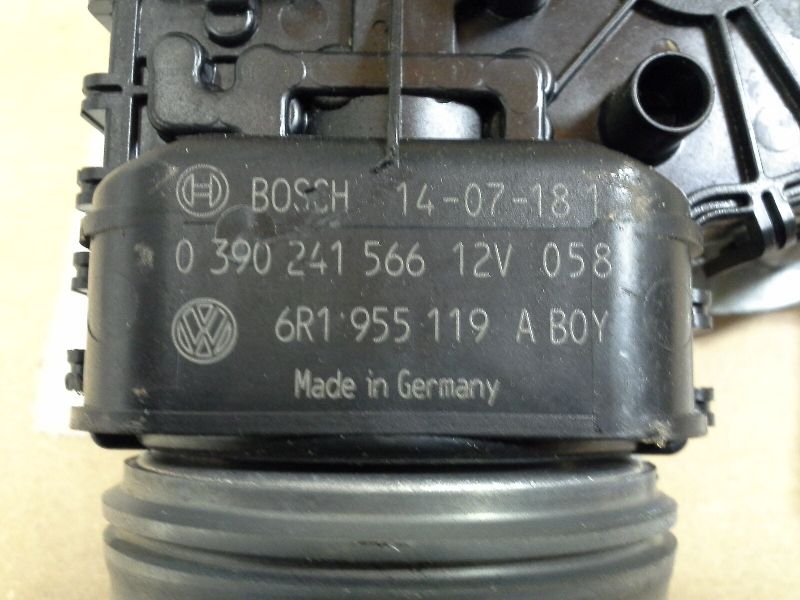 BOSCH 14-07-18 1
0 390 241 566 12V 058
6R1 955 119 A B0Y
Made in Germany